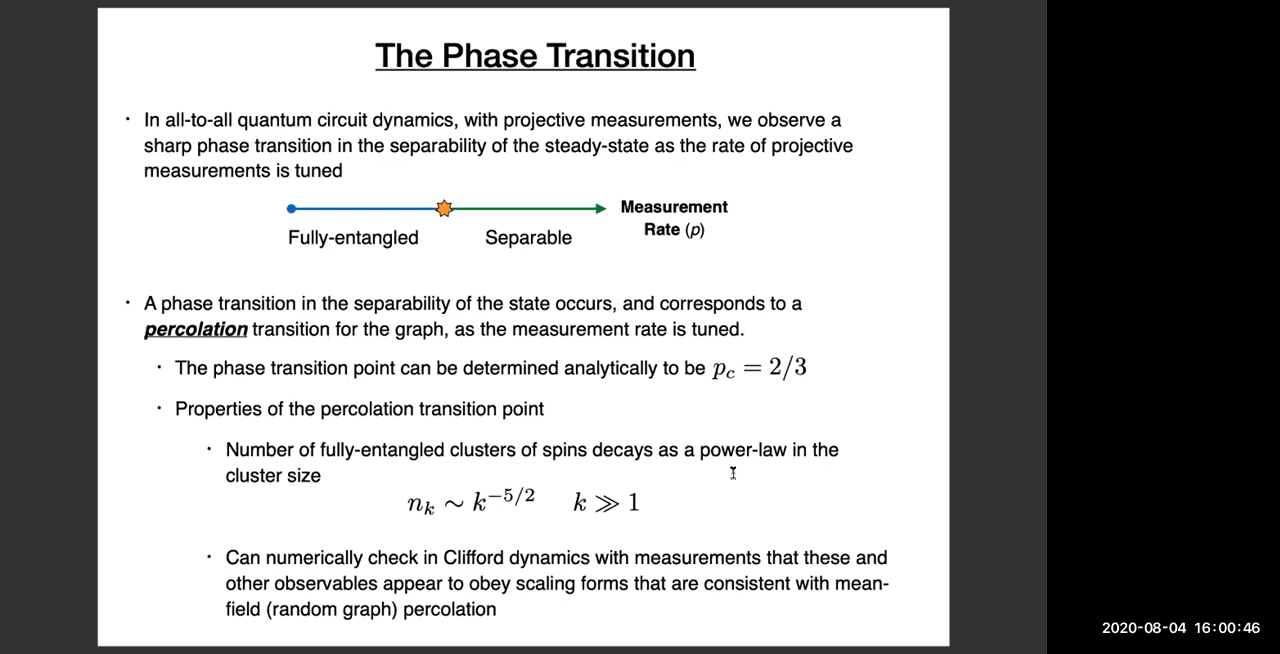 The Phase Transition
· In all-to-all quantum circuit dynamics, with projective measurements, we observe a
sharp phase transition in the separability of the steady-state as the rate of projective
measurements is tuned
Measurement
Rate (p)
Fully-entangled Separable
· A phase transition in the separability of the state occurs, and corresponds to a
percolation transition for the graph, as the measurement rate is tuned.
· The phase transition point can be determined analytically to be p_c = 2/3
· Properties of the percolation transition point
· Number of fully-entangled clusters of spins decays as a power-law in the
cluster size
n_k ∼ k^{-5/2} k ≫ 1
· Can numerically check in Clifford dynamics with measurements that these and
other observables appear to obey scaling forms that are consistent with mean-
field (random graph) percolation
2020-08-04 16:00:46